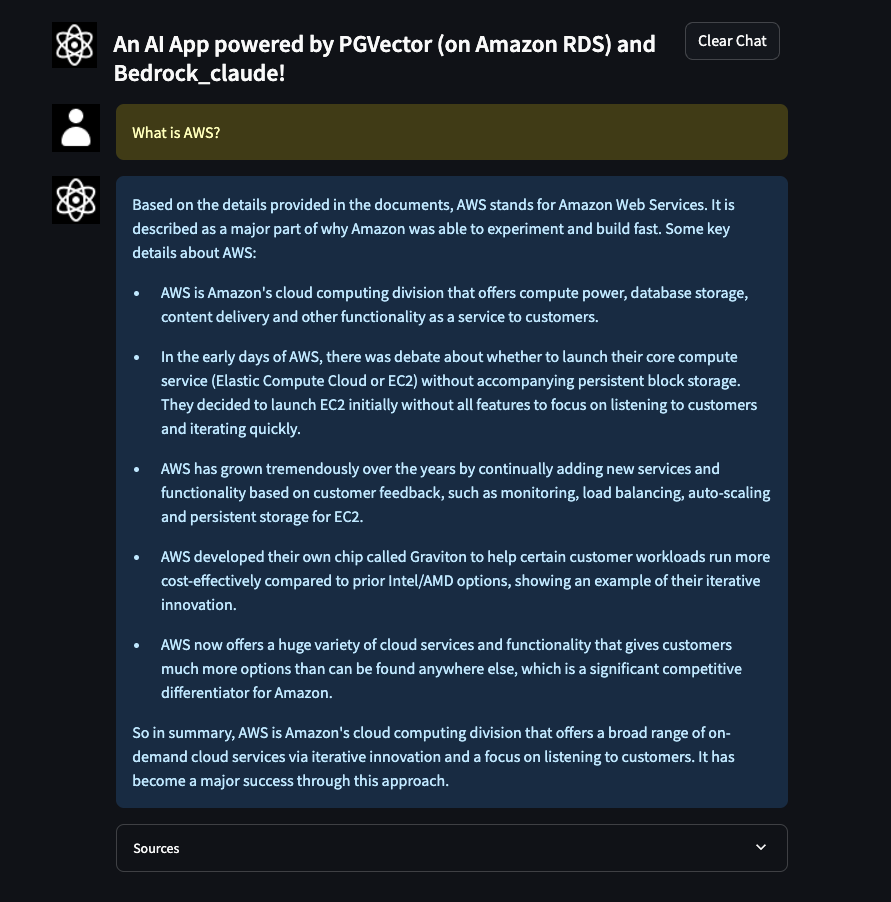 An AI App powered by PGVector (on Amazon RDS) and
Bedrock_claude!
Clear Chat
What is AWS?
Based on the details provided in the documents, AWS stands for Amazon Web Services. It is
described as a major part of why Amazon was able to experiment and build fast. Some key
details about AWS:
• AWS is Amazon's cloud computing division that offers compute power, database storage,
content delivery and other functionality as a service to customers.
• In the early days of AWS, there was debate about whether to launch their core compute
service (Elastic Compute Cloud or EC2) without accompanying persistent block storage.
They decided to launch EC2 initially without all features to focus on listening to customers
and iterating quickly.
• AWS has grown tremendously over the years by continually adding new services and
functionality based on customer feedback, such as monitoring, load balancing, auto-scaling
and persistent storage for EC2.
• AWS developed their own chip called Graviton to help certain customer workloads run more
cost-effectively compared to prior Intel/AMD options, showing an example of their iterative
innovation.
• AWS now offers a huge variety of cloud services and functionality that gives customers
much more options than can be found anywhere else, which is a significant competitive
differentiator for Amazon.
So in summary, AWS is Amazon's cloud computing division that offers a broad range of on-
demand cloud services via iterative innovation and a focus on listening to customers. It has
become a major success through this approach.
Sources